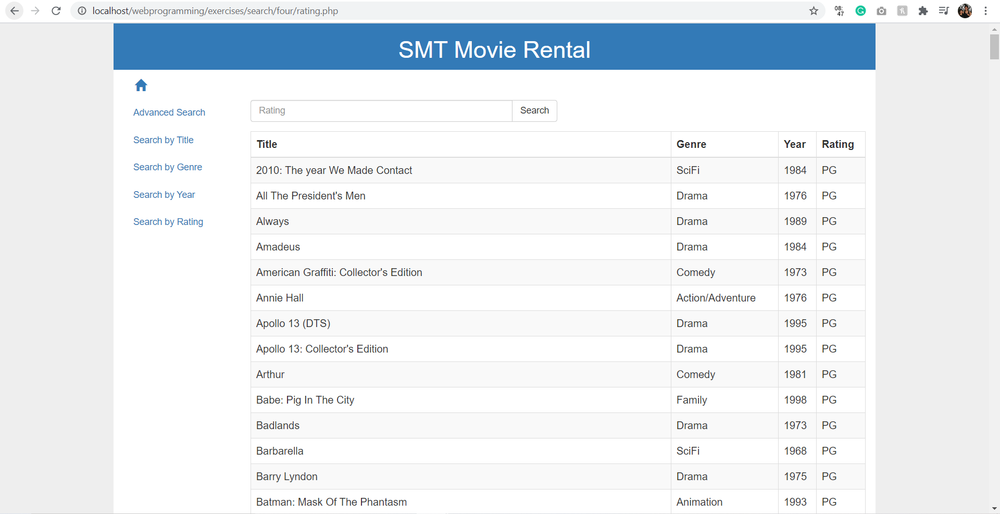 localhost/webprogramming/exercises/search/four/rating.php
08:
47
SMT Movie Rental
Advanced Search
Search by Title
Search by Genre
Search by Year
Search by Rating
Rating Search
Title Genre Year Rating
2010: The year We Made Contact SciFi 1984 PG
All The President's Men Drama 1976 PG
Always Drama 1989 PG
Amadeus Drama 1984 PG
American Graffiti: Collector's Edition Comedy 1973 PG
Annie Hall Action/Adventure 1976 PG
Apollo 13 (DTS) Drama 1995 PG
Apollo 13: Collector's Edition Drama 1995 PG
Arthur Comedy 1981 PG
Babe: Pig In The City Family 1998 PG
Badlands Drama 1973 PG
Barbarella SciFi 1968 PG
Barry Lyndon Drama 1975 PG
Batman: Mask Of The Phantasm Animation 1993 PG